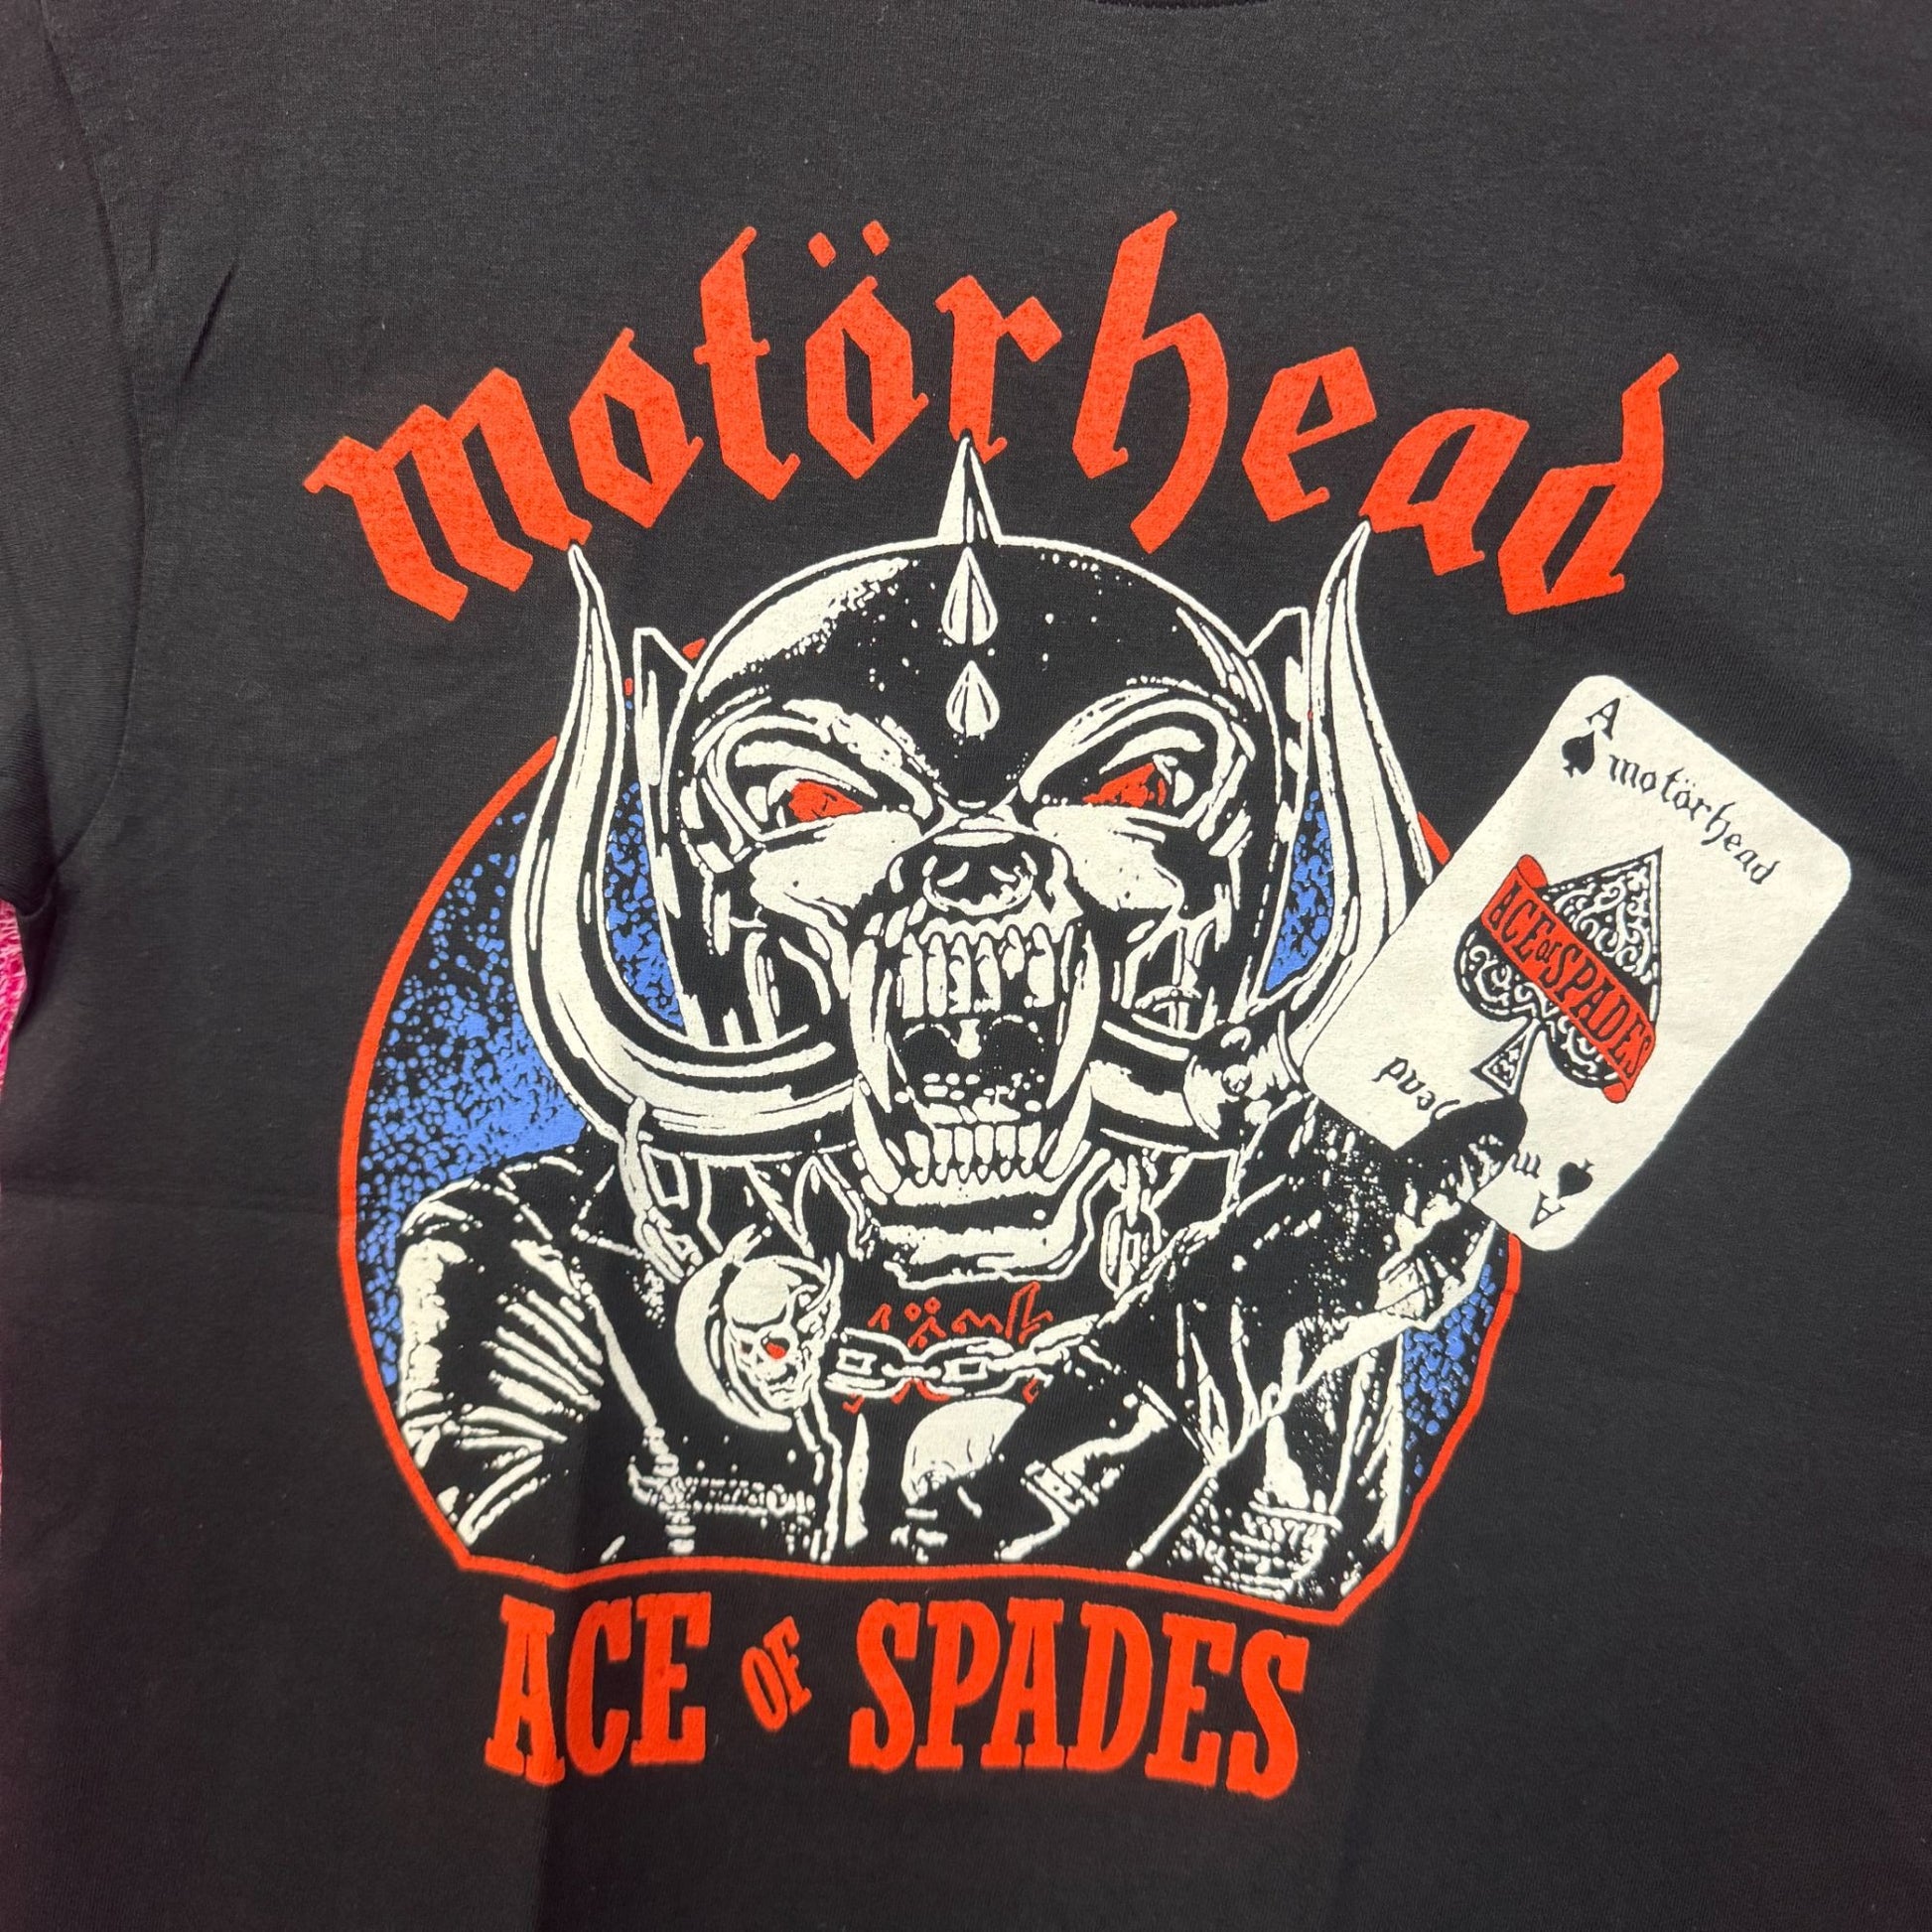 motörhead
A
motörhead
ACE OF SPADES
A
ACE OF SPADES